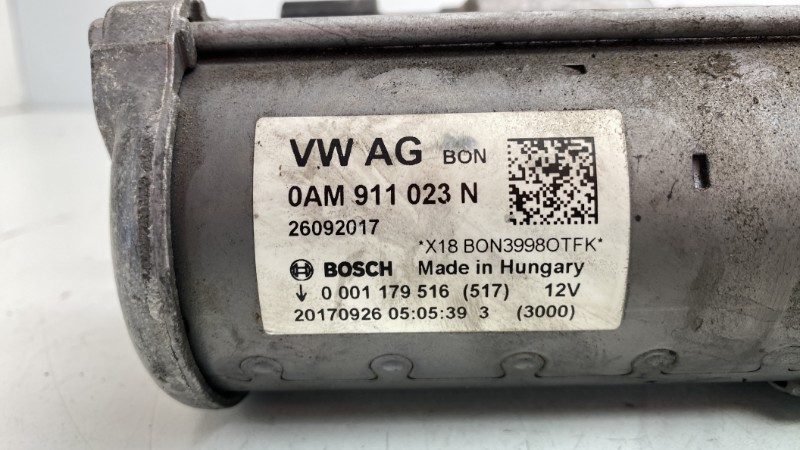 VW AG BON
0AM 911 023 N
26092017
*X18 BON3998OTFK*
BOSCH Made in Hungary
↓ 0 001 179 516 (517) 12V
20170926 05:05:39 3 (3000)